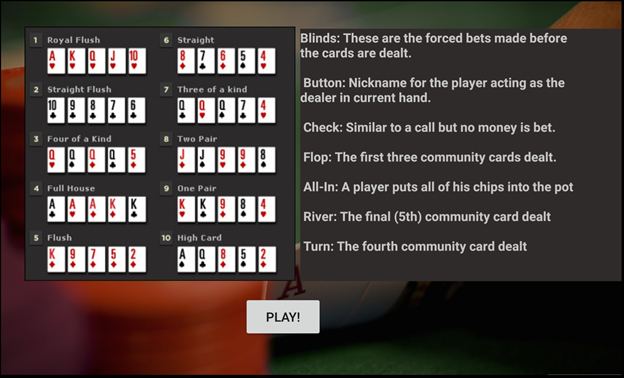 1 Royal Flush
A K Q J 10
2 Straight Flush
10 9 8 7 6
3 Four of a Kind
Q Q Q Q 5
4 Full House
A A A K K
5 Flush
K 9 7 5 2
6 Straight
8 7 6 5 4
7 Three of a kind
Q Q Q 7 4
8 Two Pair
J J 9 9 8
9 One Pair
K K 9 8 4
10 High Card
A Q 8 5 2
Blinds: These are the forced bets made before
the cards are dealt.
Button: Nickname for the player acting as the
dealer in current hand.
Check: Similar to a call but no money is bet.
Flop: The first three community cards dealt.
All-In: A player puts all of his chips into the pot
River: The final (5th) community card dealt
Turn: The fourth community card dealt
A
PLAY!